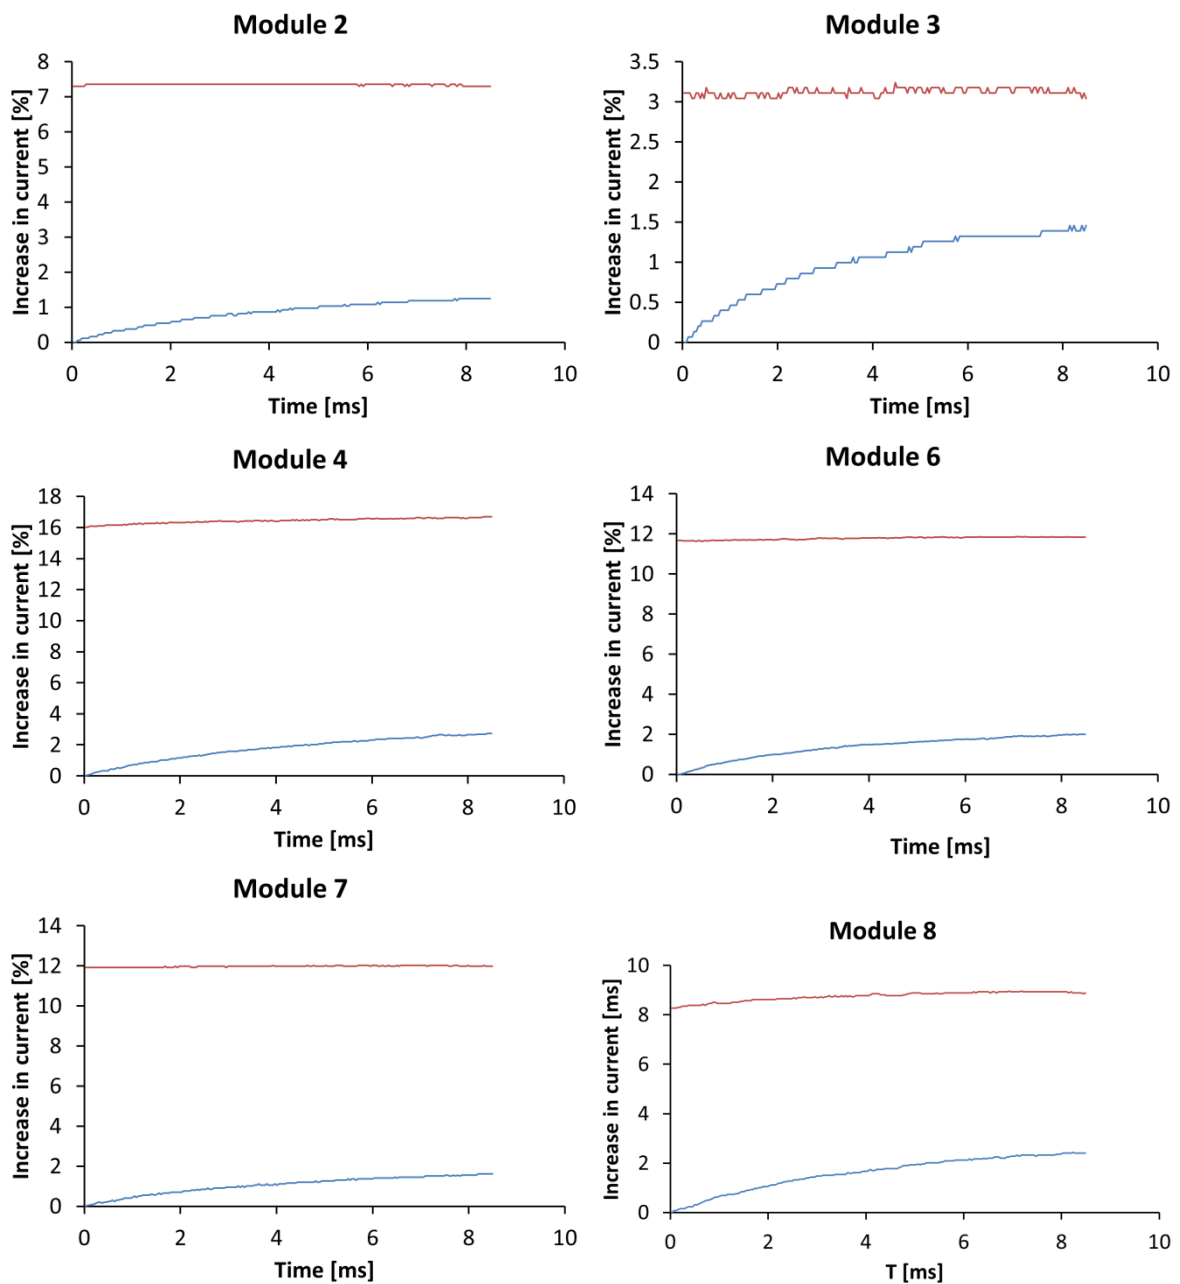 Module 2
Increase in current [%]
8
7
6
5
4
3
2
1
0
0 2 4 6 8 10
Time [ms]
Module 3
Increase in current [%]
3.5
3
2.5
2
1.5
1
0.5
0
0 2 4 6 8 10
Time [ms]
Module 4
Increase in current [%]
18
16
14
12
10
8
6
4
2
0
0 2 4 6 8 10
Time [ms]
Module 6
Increase in current [%]
14
12
10
8
6
4
2
0
0 2 4 6 8 10
Time [ms]
Module 7
Increase in current [%]
14
12
10
8
6
4
2
0
0 2 4 6 8 10
Time [ms]
Module 8
Increase in current [ms]
10
8
6
4
2
0
0 2 4 6 8 10
T [ms]